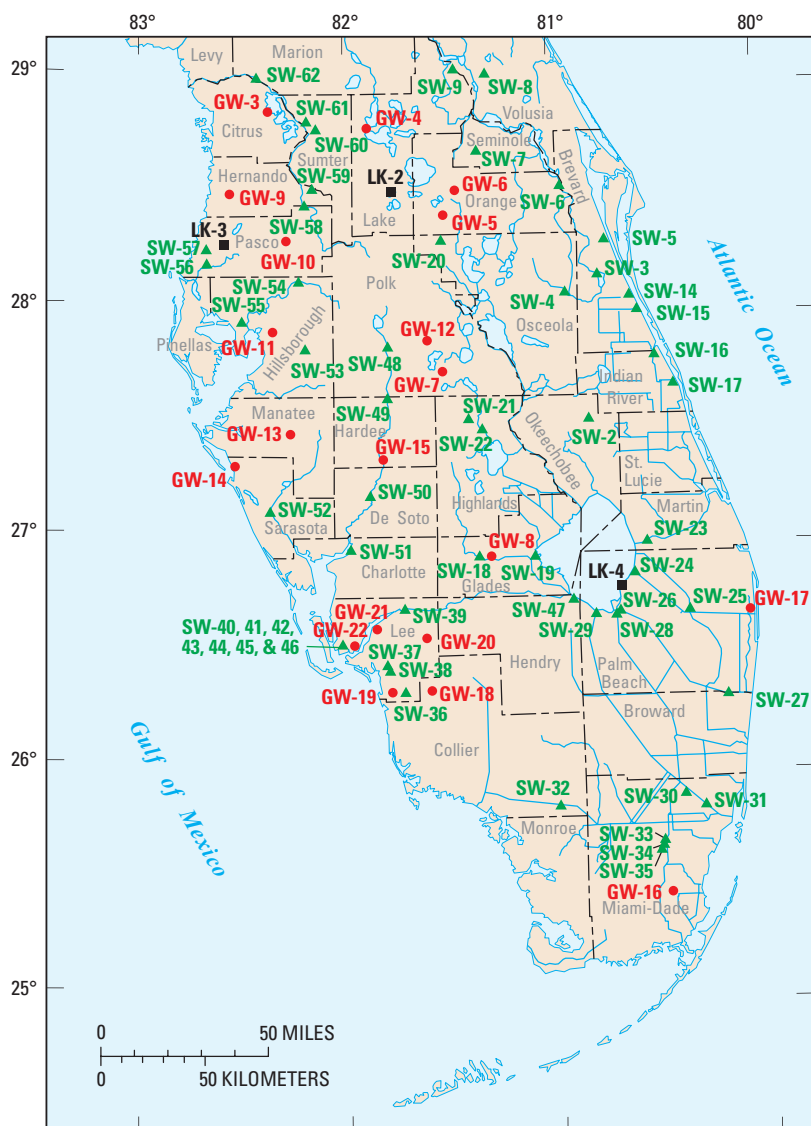 83°
82°
81°
80°
29°
28°
27°
26°
25°
Levy
Marion
SW-62
SW-9
SW-8
Volusia
GW-3
SW-61
GW-4
Citrus
SW-60
Seminole
Sumter
SW-7
Brevard
Hernando
SW-59
LK-2
GW-6
Orange
SW-6
GW-9
Lake
GW-5
LK-3
SW-58
SW-5
SW-57
Pasco
SW-56
GW-10
SW-20
SW-3
Atlantic Ocean
SW-54
Polk
SW-4
SW-14
SW-55
SW-15
Osceola
Pinellas
GW-11
Hillsborough
GW-12
SW-16
SW-53
SW-48
GW-7
Indian
River
SW-17
Manatee
SW-49
SW-21
Okeechobee
SW-2
GW-13
Hardee
SW-22
GW-15
St.
Lucie
GW-14
SW-50
Highlands
Martin
SW-52
De Soto
Sarasota
GW-8
SW-23
SW-51
LK-4
SW-24
Charlotte
SW-18
SW-19
Glades
SW-25
GW-17
GW-21
SW-39
SW-47
SW-26
SW-40, 41, 42,
43, 44, 45, & 46
GW-22
Lee
GW-20
SW-29
SW-28
SW-37
SW-38
Hendry
Palm
Beach
GW-19
GW-18
SW-27
SW-36
Broward
Collier
Gulf of Mexico
SW-32
SW-30
SW-31
Monroe
SW-33
SW-34
SW-35
GW-16
Miami-Dade
0 50 MILES
0 50 KILOMETERS
83°
82°
81°
80°